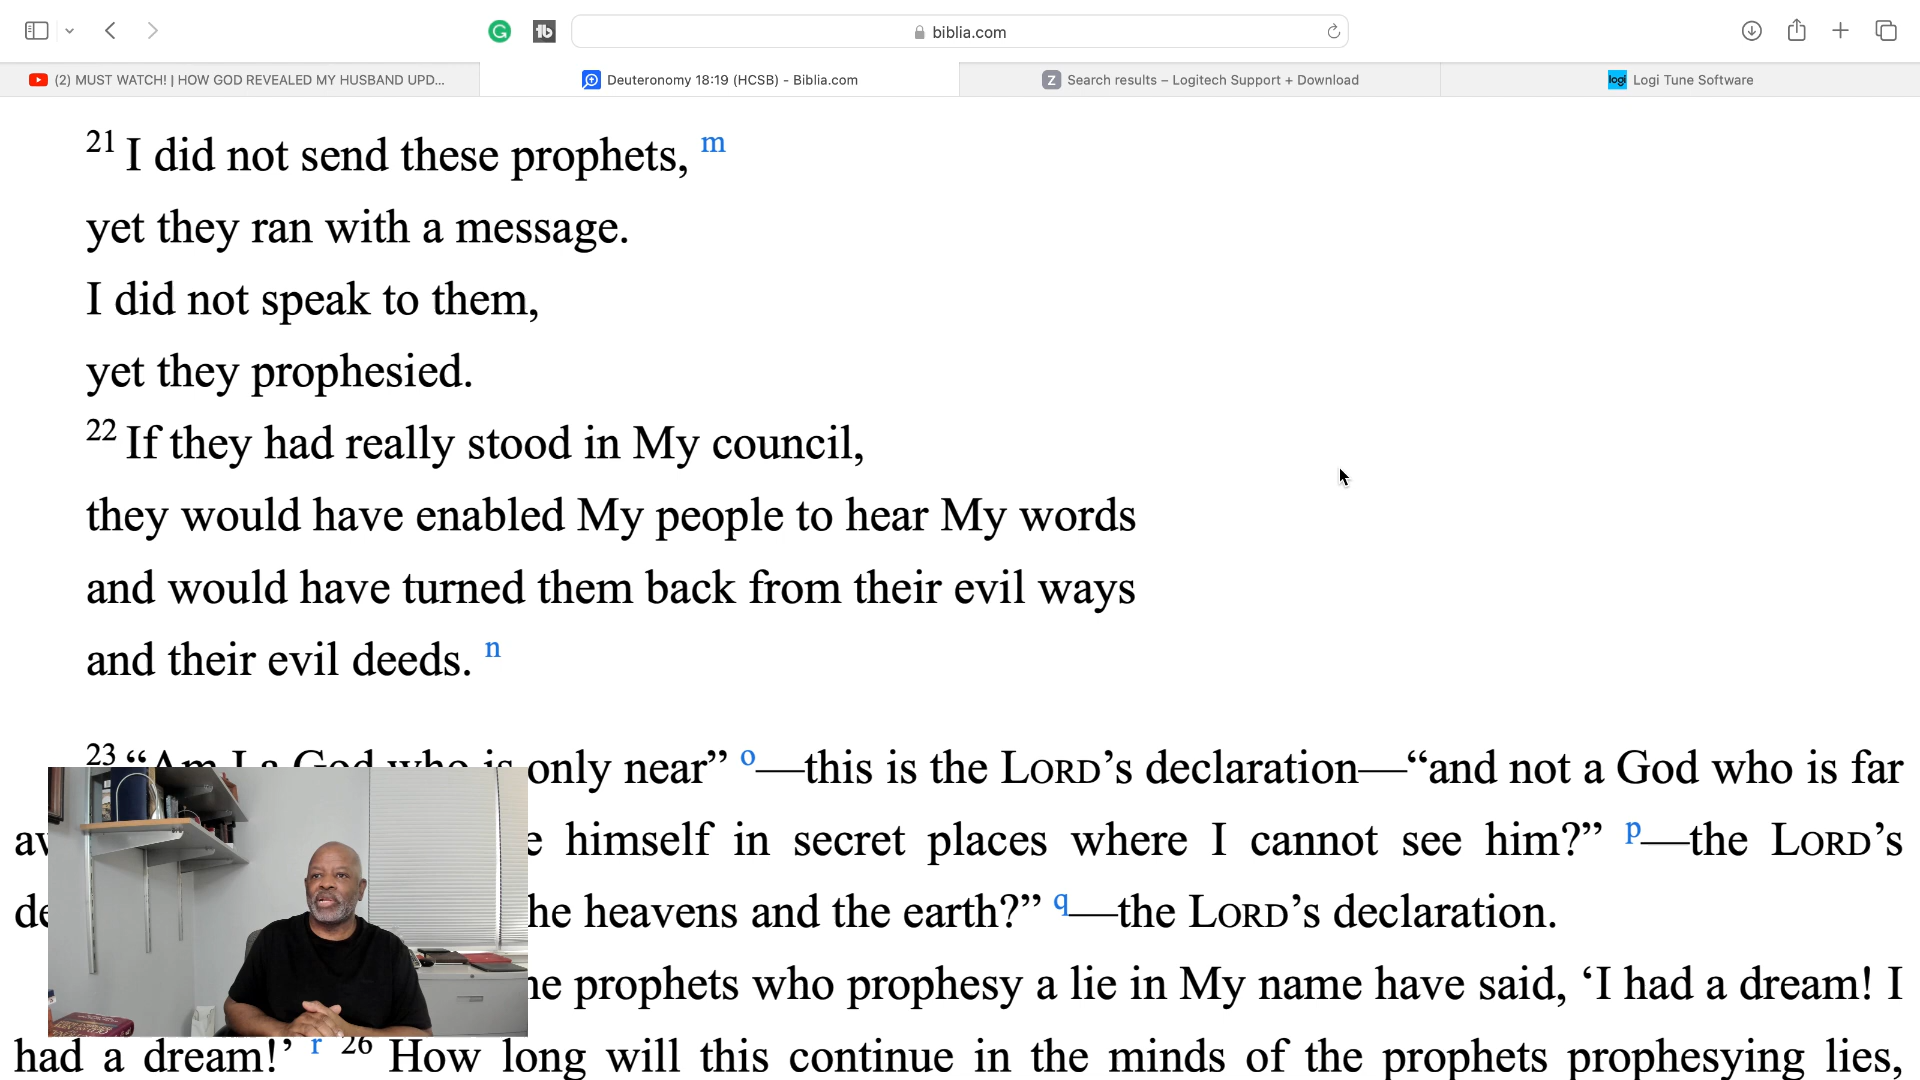 biblia.com
(2) MUST WATCH! | HOW GOD REVEALED MY HUSBAND UPD...
Deuteronomy 18:19 (HCSB) - Biblia.com
Z Search results – Logitech Support + Download
logi Logi Tune Software
21 I did not send these prophets, m
yet they ran with a message.
I did not speak to them,
yet they prophesied.
22 If they had really stood in My council,
they would have enabled My people to hear My words
and would have turned them back from their evil ways
and their evil deeds. n
23 “Am I a God who is only near” o—this is the LORD’s declaration—“and not a God who is far
himself in secret places where I cannot see him?” p—the LORD’s
he heavens and the earth?” q—the LORD’s declaration.
he prophets who prophesy a lie in My name have said, ‘I had a dream! I
had a dream!’ r 26 How long will this continue in the minds of the prophets prophesying lies,